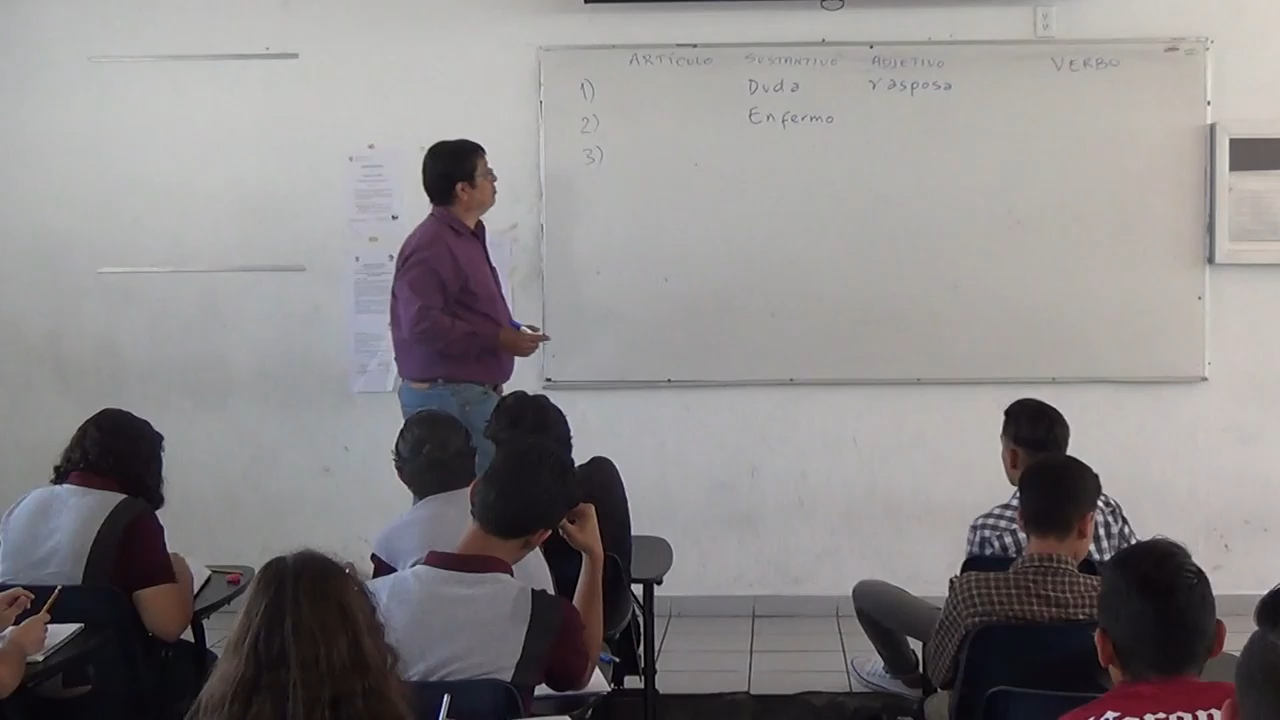 ARTÍCULO SUSTANTIVO ADJETIVO VERBO
1) Duda rasposa
2) Enfermo
3)